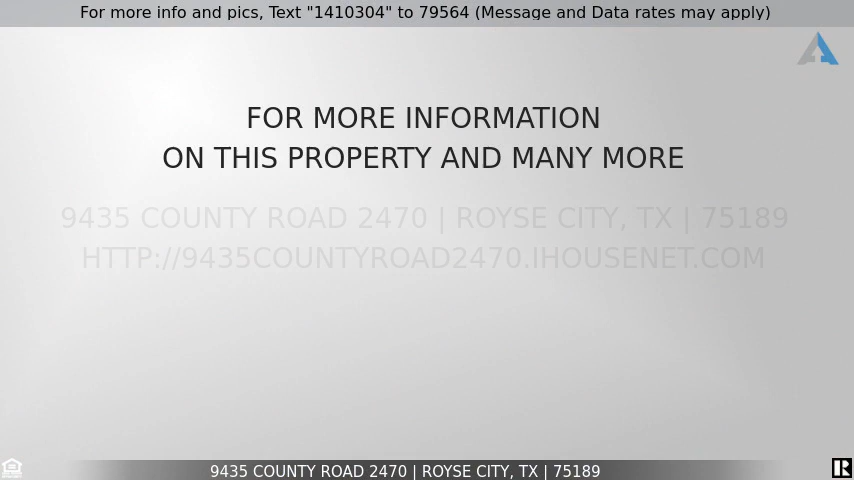 For more info and pics, Text "1410304" to 79564 (Message and Data rates may apply)
FOR MORE INFORMATION
ON THIS PROPERTY AND MANY MORE
9435 COUNTY ROAD 2470 | ROYSE CITY, TX | 75189
HTTP://9435COUNTYROAD2470.IHOUSENET.COM
9435 COUNTY ROAD 2470 | ROYSE CITY, TX | 75189